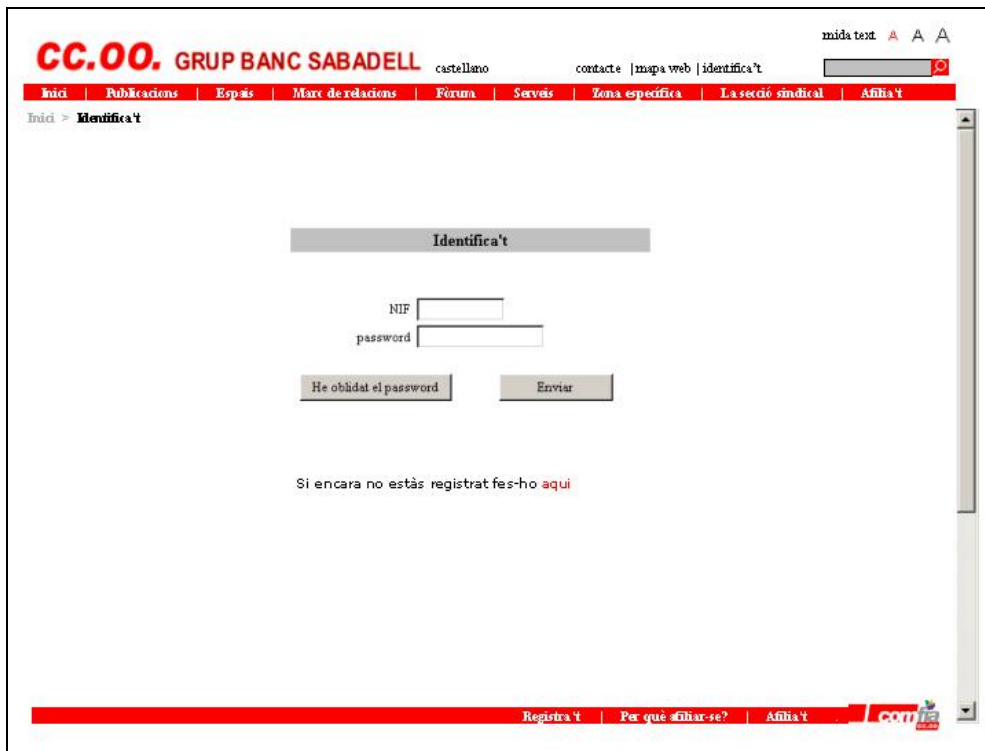 mida text A A A
CC.OO. GRUP BANC SABADELL castellano contacte | mapa web | identifica't
Inici | Publicacions | Espais | Marc de relacions | Fòrum | Serveis | Zona específica | La secció sindical | Afilia't
Inici > Identifica't
Identifica't
NIF
password
He oblidat el password Enviar
Si encara no estàs registrat fes-ho aqui
Registra't | Per què afiliar-se? | Afilia't comfia
CC.OO